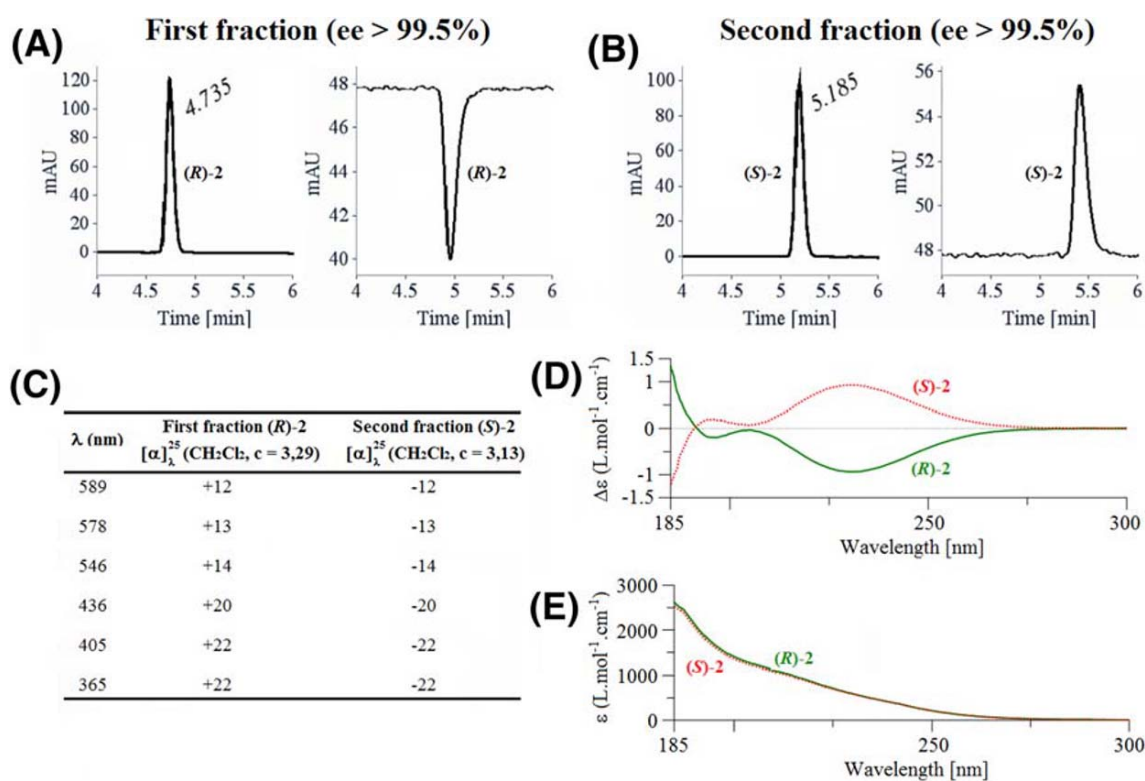 (A)
First fraction (ee > 99.5%)
mAU
120
100
80
60
40
20
0
4.735
(R)-2
4 4.5 5 5.5 6
Time [min]
mAU
48
46
44
42
40
(R)-2
4 4.5 5 5.5 6
Time [min]
(B)
Second fraction (ee > 99.5%)
mAU
100
80
60
40
20
0
5.185
(S)-2
4 4.5 5 5.5 6
Time [min]
mAU
56
54
52
50
48
(S)-2
4 4.5 5 5.5 6
Time [min]
(C)
λ (nm) First fraction (R)-2 [α]λ25 (CH2Cl2, c = 3,29) Second fraction (S)-2 [α]λ25 (CH2Cl2, c = 3,13)
589 +12 -12
578 +13 -13
546 +14 -14
436 +20 -20
405 +22 -22
365 +22 -22
(D)
Δε (L.mol-1.cm-1)
1.5
1
0
-1
-1.5
(S)-2
(R)-2
185 250 300
Wavelength [nm]
(E)
ε (L.mol-1.cm-1)
3000
2000
1000
0
(S)-2
(R)-2
185 250 300
Wavelength [nm]